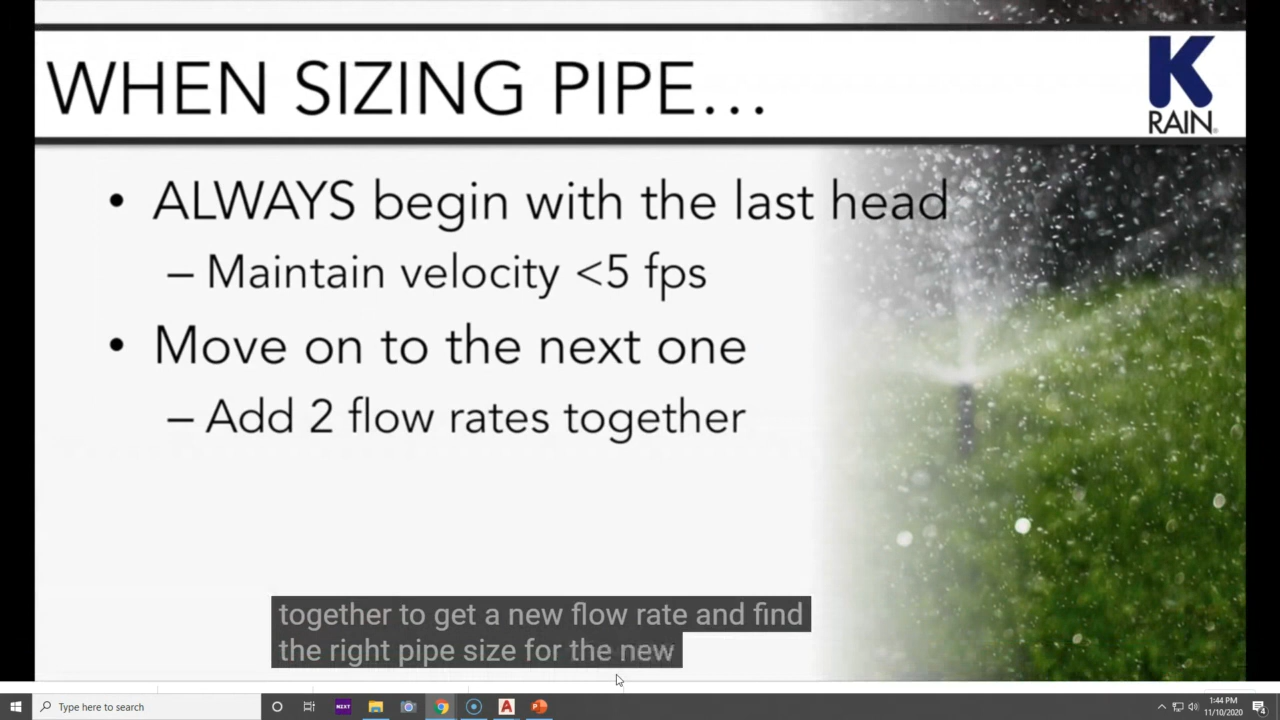 WHEN SIZING PIPE…
K
RAIN®
• ALWAYS begin with the last head
– Maintain velocity <5 fps
• Move on to the next one
– Add 2 flow rates together
together to get a new flow rate and find
the right pipe size for the new
Type here to search
NEXT
A
P
1:44 PM
11/10/2020
4